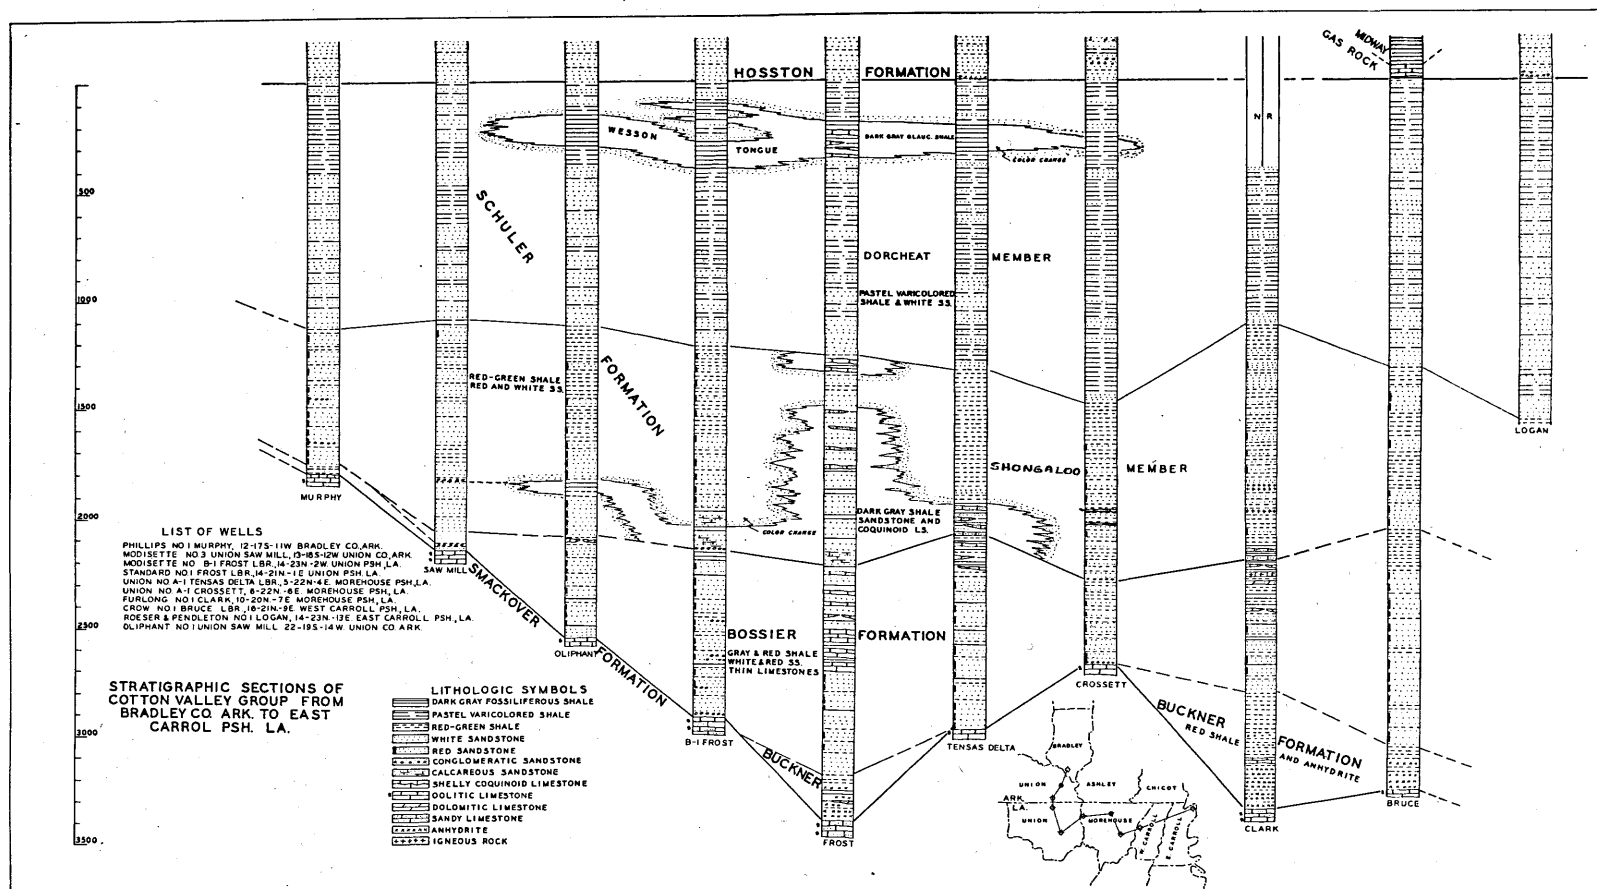 MIDWAY
GAS ROCK
HOSSTON FORMATION
N R
WESSON
TONGUE
DARK GRAY GLAUC. SHALE
COLOR CHANGE
500
SCHULER
DORCHEAT MEMBER
PASTEL VARICOLORED
SHALE & WHITE SS.
1000
FORMATION
RED-GREEN SHALE
RED AND WHITE SS.
1500
LOGAN
SHONGALOO MEMBER
MURPHY
DARK GRAY SHALE
SANDSTONE AND
COQUINOID LS.
2000
COLOR CHANGE
LIST OF WELLS
PHILLIPS NO 1 MURPHY, 12-17S-11W BRADLEY CO., ARK.
MODISETTE NO 3 UNION SAW MILL, 13-18S-12W UNION CO., ARK.
MODISETTE NO B-1 FROST LBR., 14-23N-2W. UNION PSH, LA.
STANDARD NO 1 FROST LBR., 14-21N-1E UNION PSH. LA.
UNION NO A-1 TENSAS DELTA LBR., 5-22N-4E. MOREHOUSE PSH., LA.
UNION NO A-1 CROSSETT, 8-22N.-6E. MOREHOUSE PSH, LA.
FURLONG NO 1 CLARK, 10-20N.-7E MOREHOUSE PSH., LA.
CROW NO 1 BRUCE LBR., 16-21N.-9E. WEST CARROLL PSH., LA.
ROESER & PENDLETON NO 1 LOGAN, 14-23N.-13E. EAST CARROLL PSH., LA.
OLIPHANT NO 1 UNION SAW MILL 22-19S-14W. UNION CO. ARK.
SAW MILL
SMACKOVER FORMATION
2500
OLIPHANT
BOSSIER FORMATION
GRAY & RED SHALE
WHITE & RED SS.
THIN LIMESTONES
CROSSETT
STRATIGRAPHIC SECTIONS OF
COTTON VALLEY GROUP FROM
BRADLEY CO. ARK. TO EAST
CARROL PSH. LA.
LITHOLOGIC SYMBOLS
DARK GRAY FOSSILIFEROUS SHALE
PASTEL VARICOLORED SHALE
RED-GREEN SHALE
WHITE SANDSTONE
RED SANDSTONE
CONGLOMERATIC SANDSTONE
CALCAREOUS SANDSTONE
SHELLY COQUINOID LIMESTONE
OOLITIC LIMESTONE
DOLOMITIC LIMESTONE
SANDY LIMESTONE
ANHYDRITE
IGNEOUS ROCK
3000
B-1 FROST
TENSAS DELTA
BUCKNER
BUCKNER FORMATION
RED SHALE AND ANHYDRITE
BRUCE
CLARK
3500
FROST
BRADLEY
UNION
ASHLEY
CHICOT
ARK.
LA.
UNION
MOREHOUSE
W. CARROLL
E. CARROLL